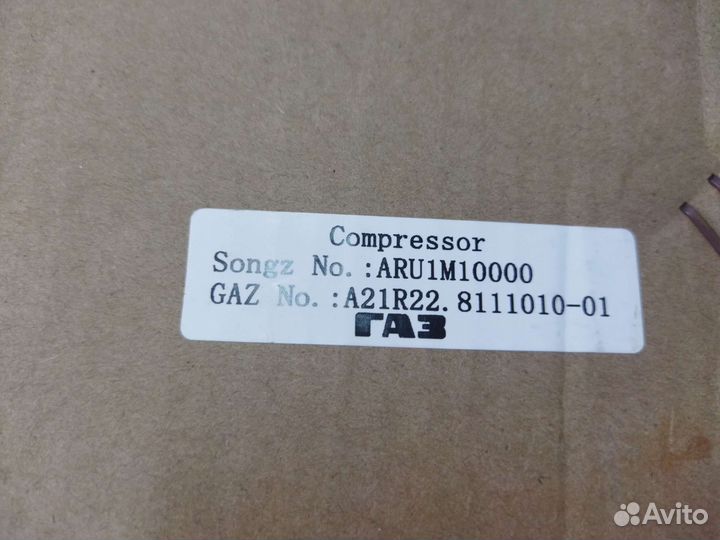 Compressor
Songz No.:ARU1M10000
GAZ No.:A21R22.8111010-01
ГАЗ
Avito